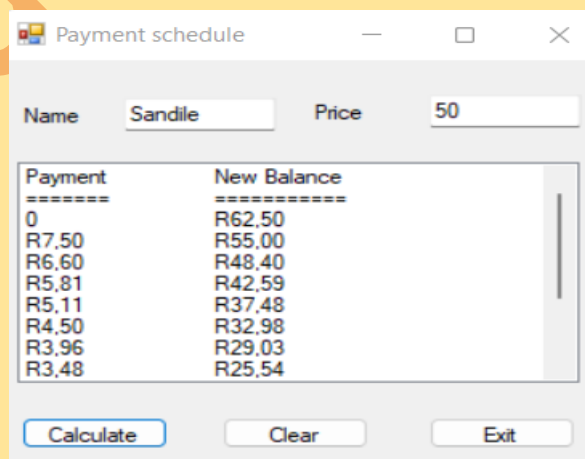 Payment schedule
Name Sandile Price 50
Payment New Balance
======= ===========
0 R62,50
R7,50 R55,00
R6,60 R48,40
R5,81 R42,59
R5,11 R37,48
R4,50 R32,98
R3,96 R29,03
R3,48 R25,54
Calculate Clear Exit